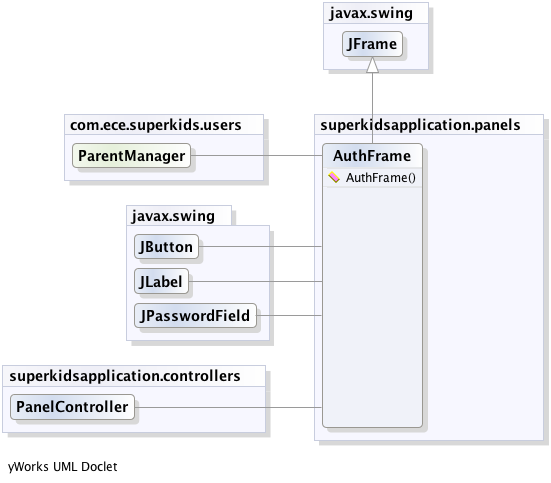 javax.swing
JFrame
com.ece.superkids.users
ParentManager
superkidsapplication.panels
AuthFrame
AuthFrame()
javax.swing
JButton
JLabel
JPasswordField
superkidsapplication.controllers
PanelController
yWorks UML Doclet